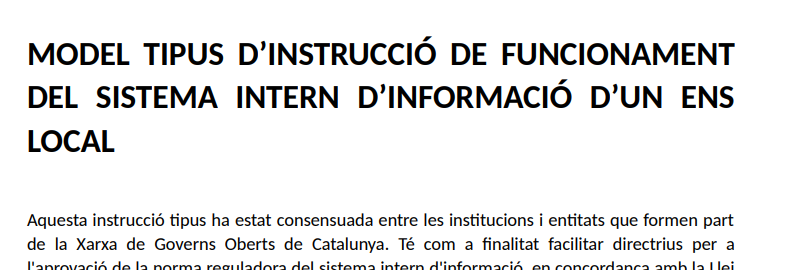 MODEL TIPUS D’INSTRUCCIÓ DE FUNCIONAMENT
DEL SISTEMA INTERN D’INFORMACIÓ D’UN ENS
LOCAL
Aquesta instrucció tipus ha estat consensuada entre les institucions i entitats que formen part
de la Xarxa de Governs Oberts de Catalunya. Té com a finalitat facilitar directrius per a
l'aprovació de la norma reguladora del sistema intern d'informació, en concordança amb la Llei